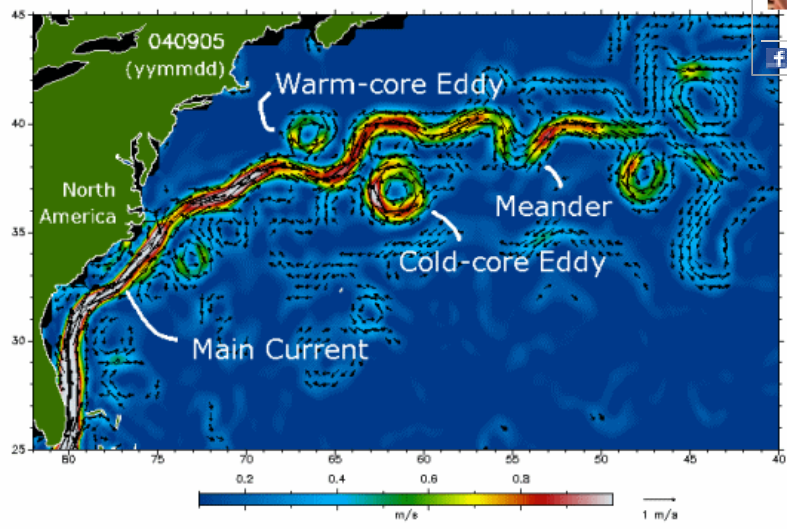 45
40
35
30
25
040905
(yymmdd)
Warm-core Eddy
North
America
Meander
Cold-core Eddy
Main Current
80 75 70 65 60 55 50 45 40
0.2 0.4 0.6 0.8
m/s
1 m/s
f